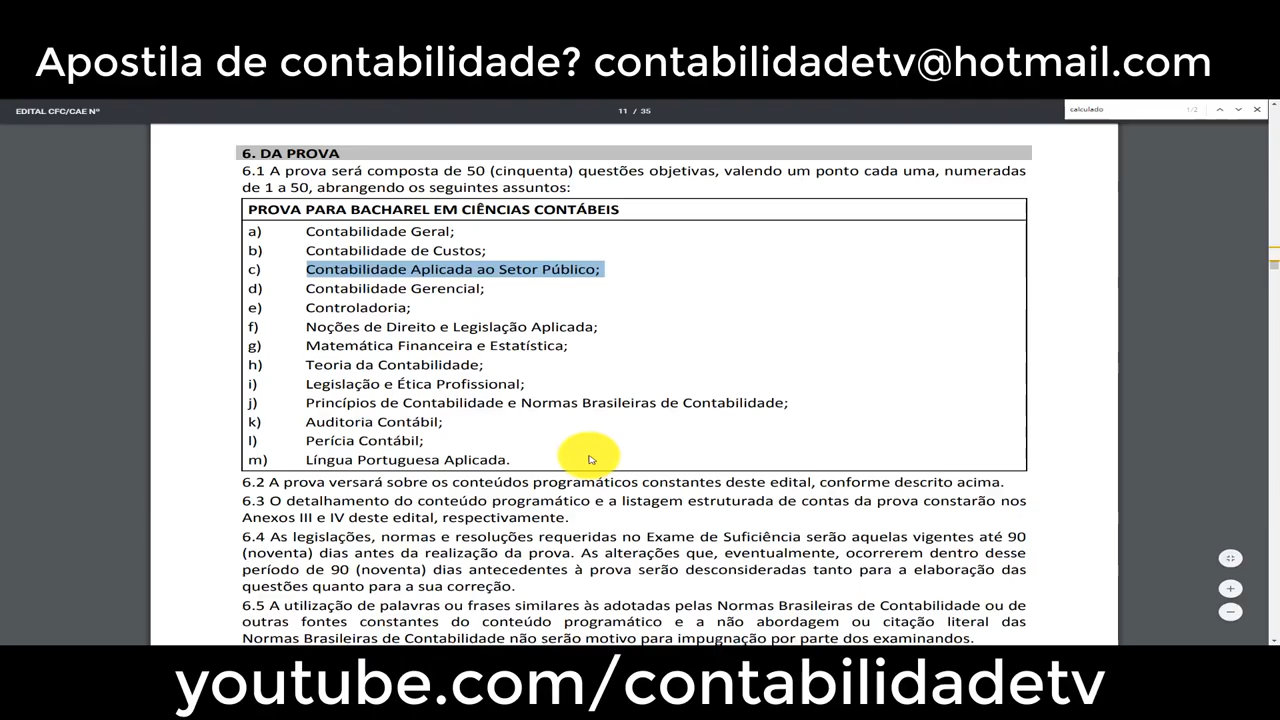 Apostila de contabilidade? contabilidadetv@hotmail.com
EDITAL CFC/CAE Nº
11 / 35
calculado
1/2
6. DA PROVA
6.1 A prova será composta de 50 (cinquenta) questões objetivas, valendo um ponto cada uma, numeradas
de 1 a 50, abrangendo os seguintes assuntos:
PROVA PARA BACHAREL EM CIÊNCIAS CONTÁBEIS
a) Contabilidade Geral;
b) Contabilidade de Custos;
c) Contabilidade Aplicada ao Setor Público;
d) Contabilidade Gerencial;
e) Controladoria;
f) Noções de Direito e Legislação Aplicada;
g) Matemática Financeira e Estatística;
h) Teoria da Contabilidade;
i) Legislação e Ética Profissional;
j) Princípios de Contabilidade e Normas Brasileiras de Contabilidade;
k) Auditoria Contábil;
l) Perícia Contábil;
m) Língua Portuguesa Aplicada.
6.2 A prova versará sobre os conteúdos programáticos constantes deste edital, conforme descrito acima.
6.3 O detalhamento do conteúdo programático e a listagem estruturada de contas da prova constarão nos
Anexos III e IV deste edital, respectivamente.
6.4 As legislações, normas e resoluções requeridas no Exame de Suficiência serão aquelas vigentes até 90
(noventa) dias antes da realização da prova. As alterações que, eventualmente, ocorrerem dentro desse
período de 90 (noventa) dias antecedentes à prova serão desconsideradas tanto para a elaboração das
questões quanto para a sua correção.
6.5 A utilização de palavras ou frases similares às adotadas pelas Normas Brasileiras de Contabilidade ou de
outras fontes constantes do conteúdo programático e a não abordagem ou citação literal das
Normas Brasileiras de Contabilidade não serão motivo para impugnação por parte dos examinandos.
youtube.com/contabilidadetv